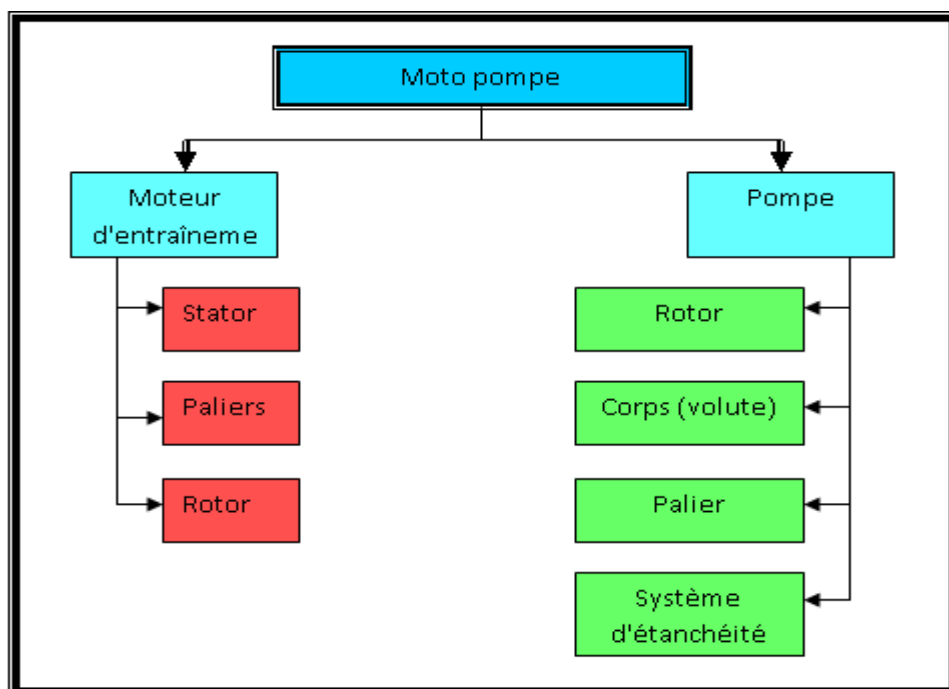 Moto pompe
Moteur
d'entraîneme
Pompe
Stator
Paliers
Rotor
Rotor
Corps (volute)
Palier
Système
d'étanchéité